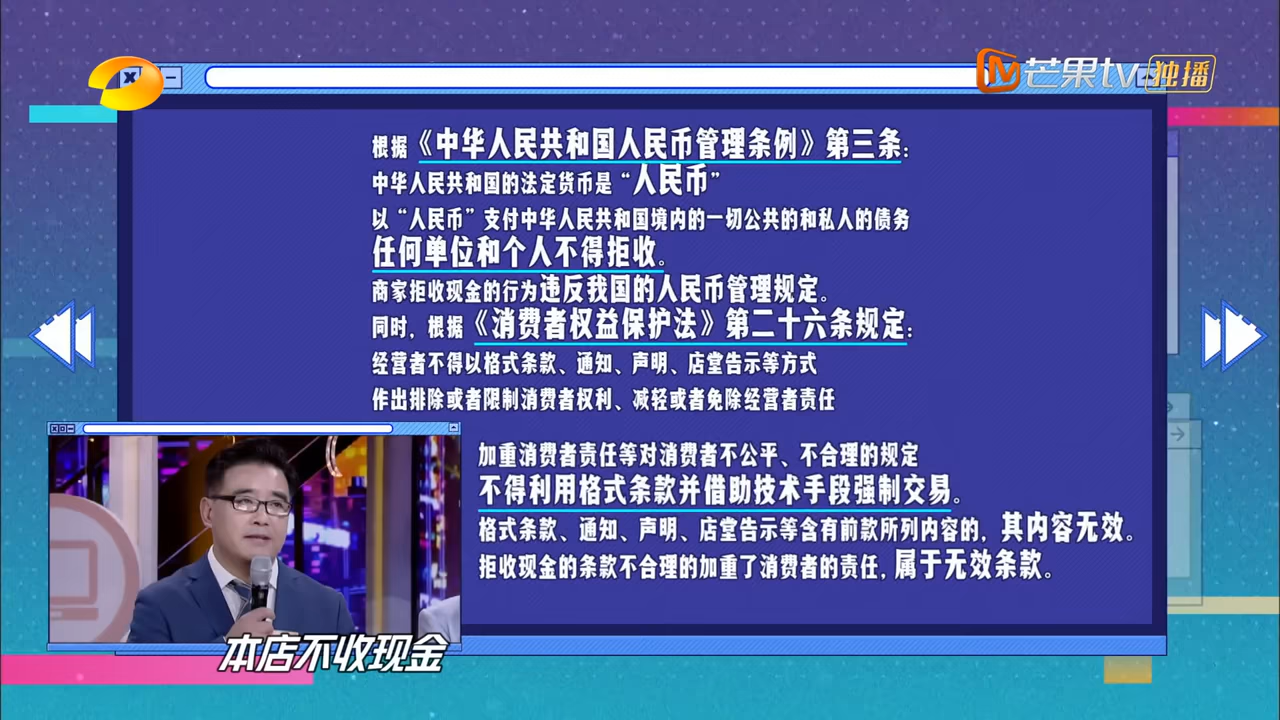 芒果tv独播
根据《中华人民共和国人民币管理条例》第三条：
中华人民共和国的法定货币是“人民币”
以“人民币”支付中华人民共和国境内的一切公共的和私人的债务
任何单位和个人不得拒收。
商家拒收现金的行为违反我国的人民币管理规定。
同时，根据《消费者权益保护法》第二十六条规定：
经营者不得以格式条款、通知、声明、店堂告示等方式
作出排除或者限制消费者权利、减轻或者免除经营者责任
加重消费者责任等对消费者不公平、不合理的规定
不得利用格式条款并借助技术手段强制交易。
格式条款、通知、声明、店堂告示等含有前款所列内容的，其内容无效。
拒收现金的条款不合理的加重了消费者的责任，属于无效条款。
本店不收现金